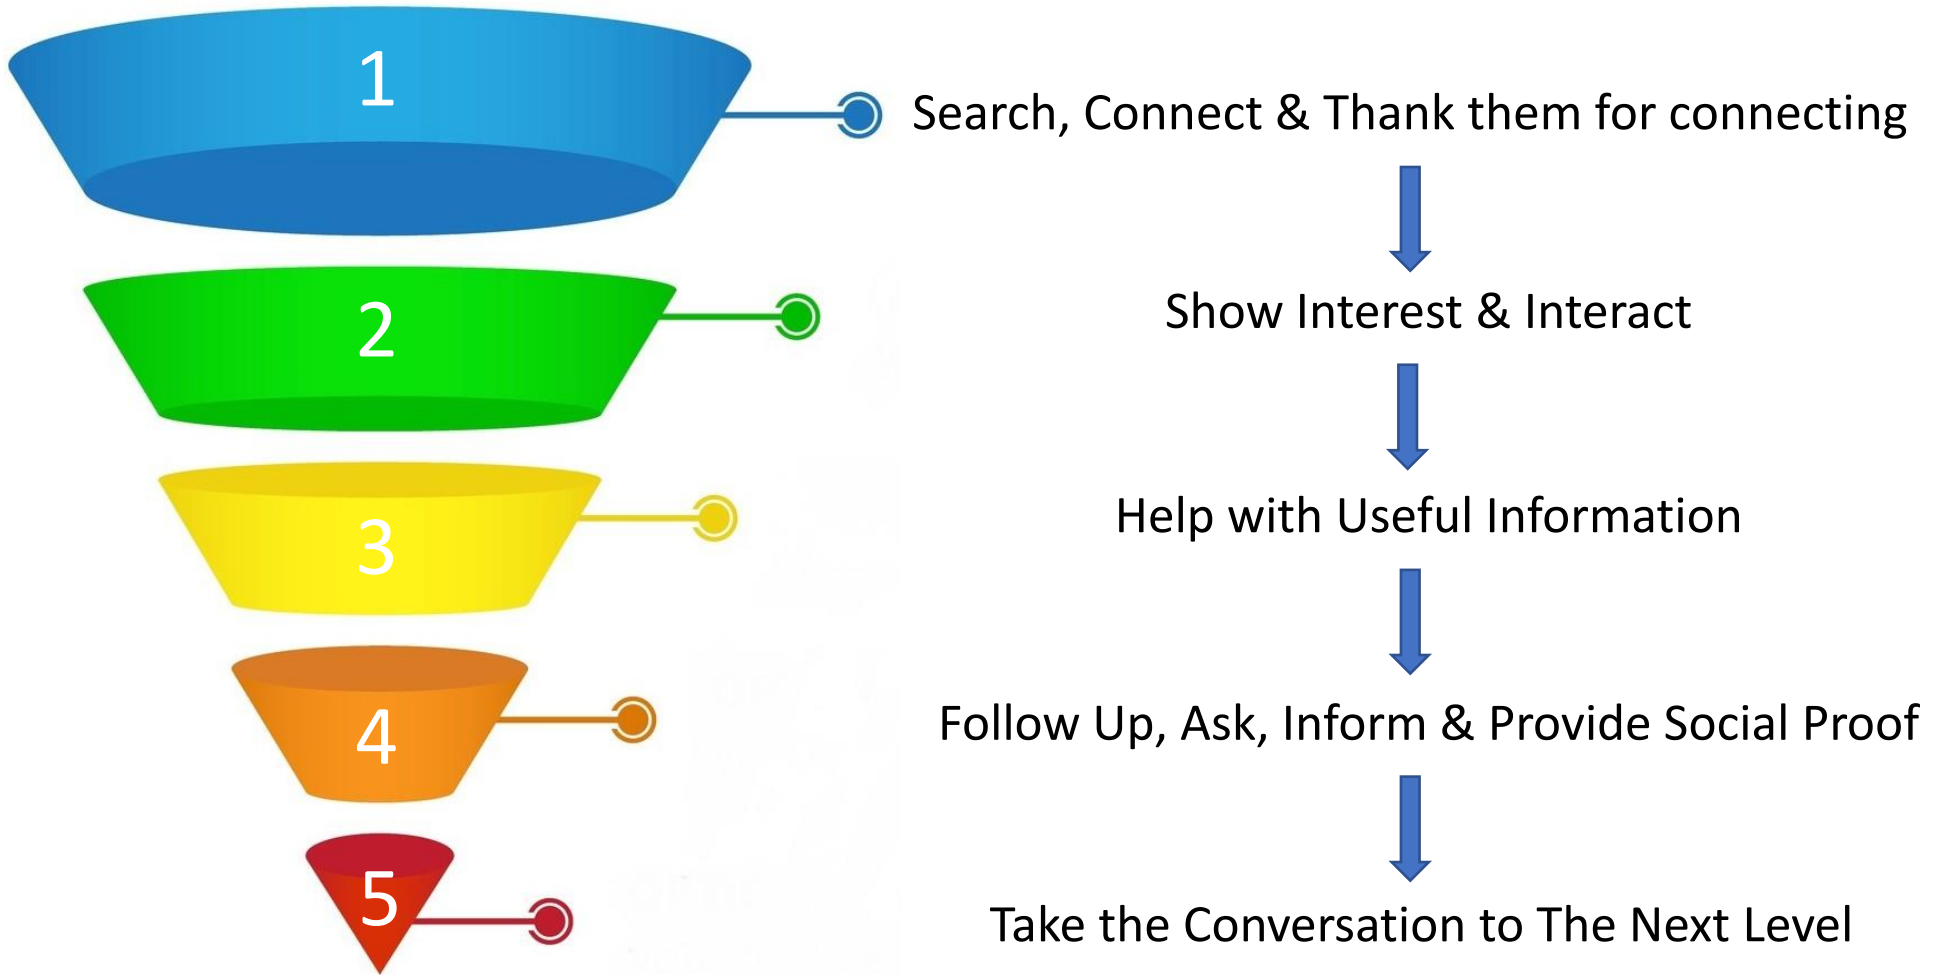 1
Search, Connect & Thank them for connecting
2
Show Interest & Interact
3
Help with Useful Information
4
Follow Up, Ask, Inform & Provide Social Proof
5
Take the Conversation to The Next Level